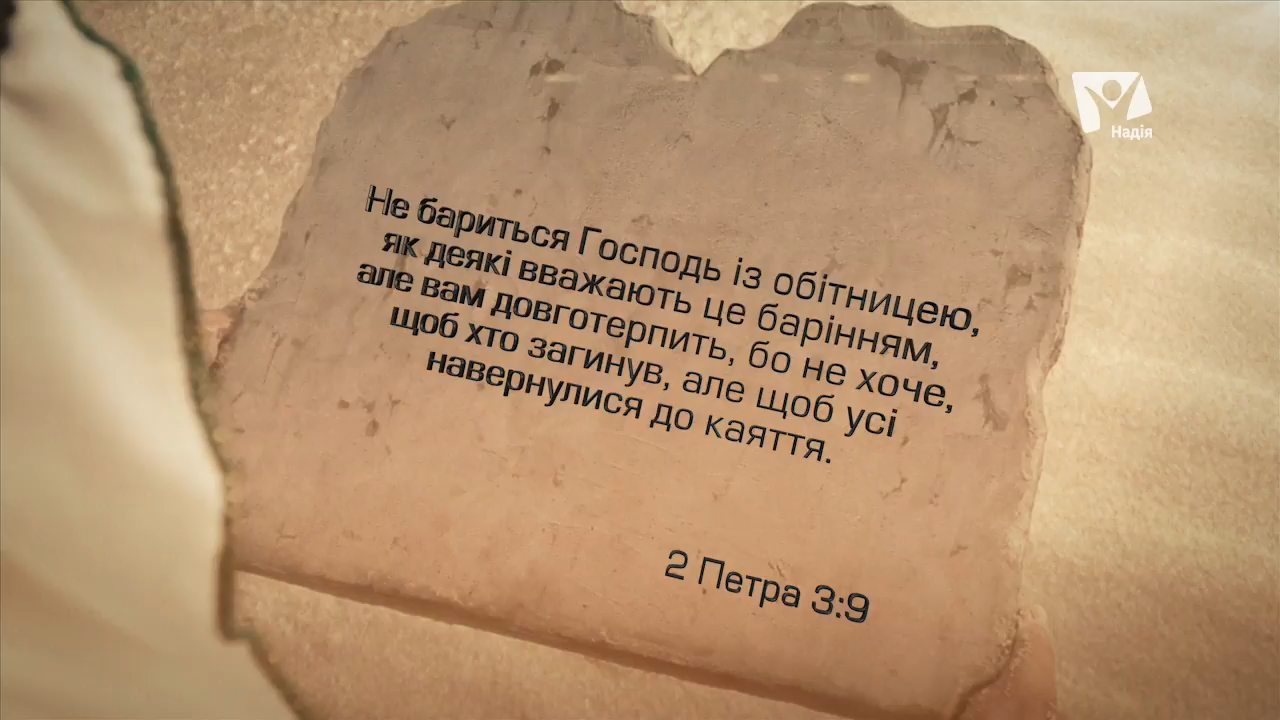 Надія
Не бариться Господь із обітницею,
як деякі вважають це барінням,
але вам довготерпить, бо не хоче,
щоб хто загинув, але щоб усі
навернулися до каяття.
2 Петра 3:9